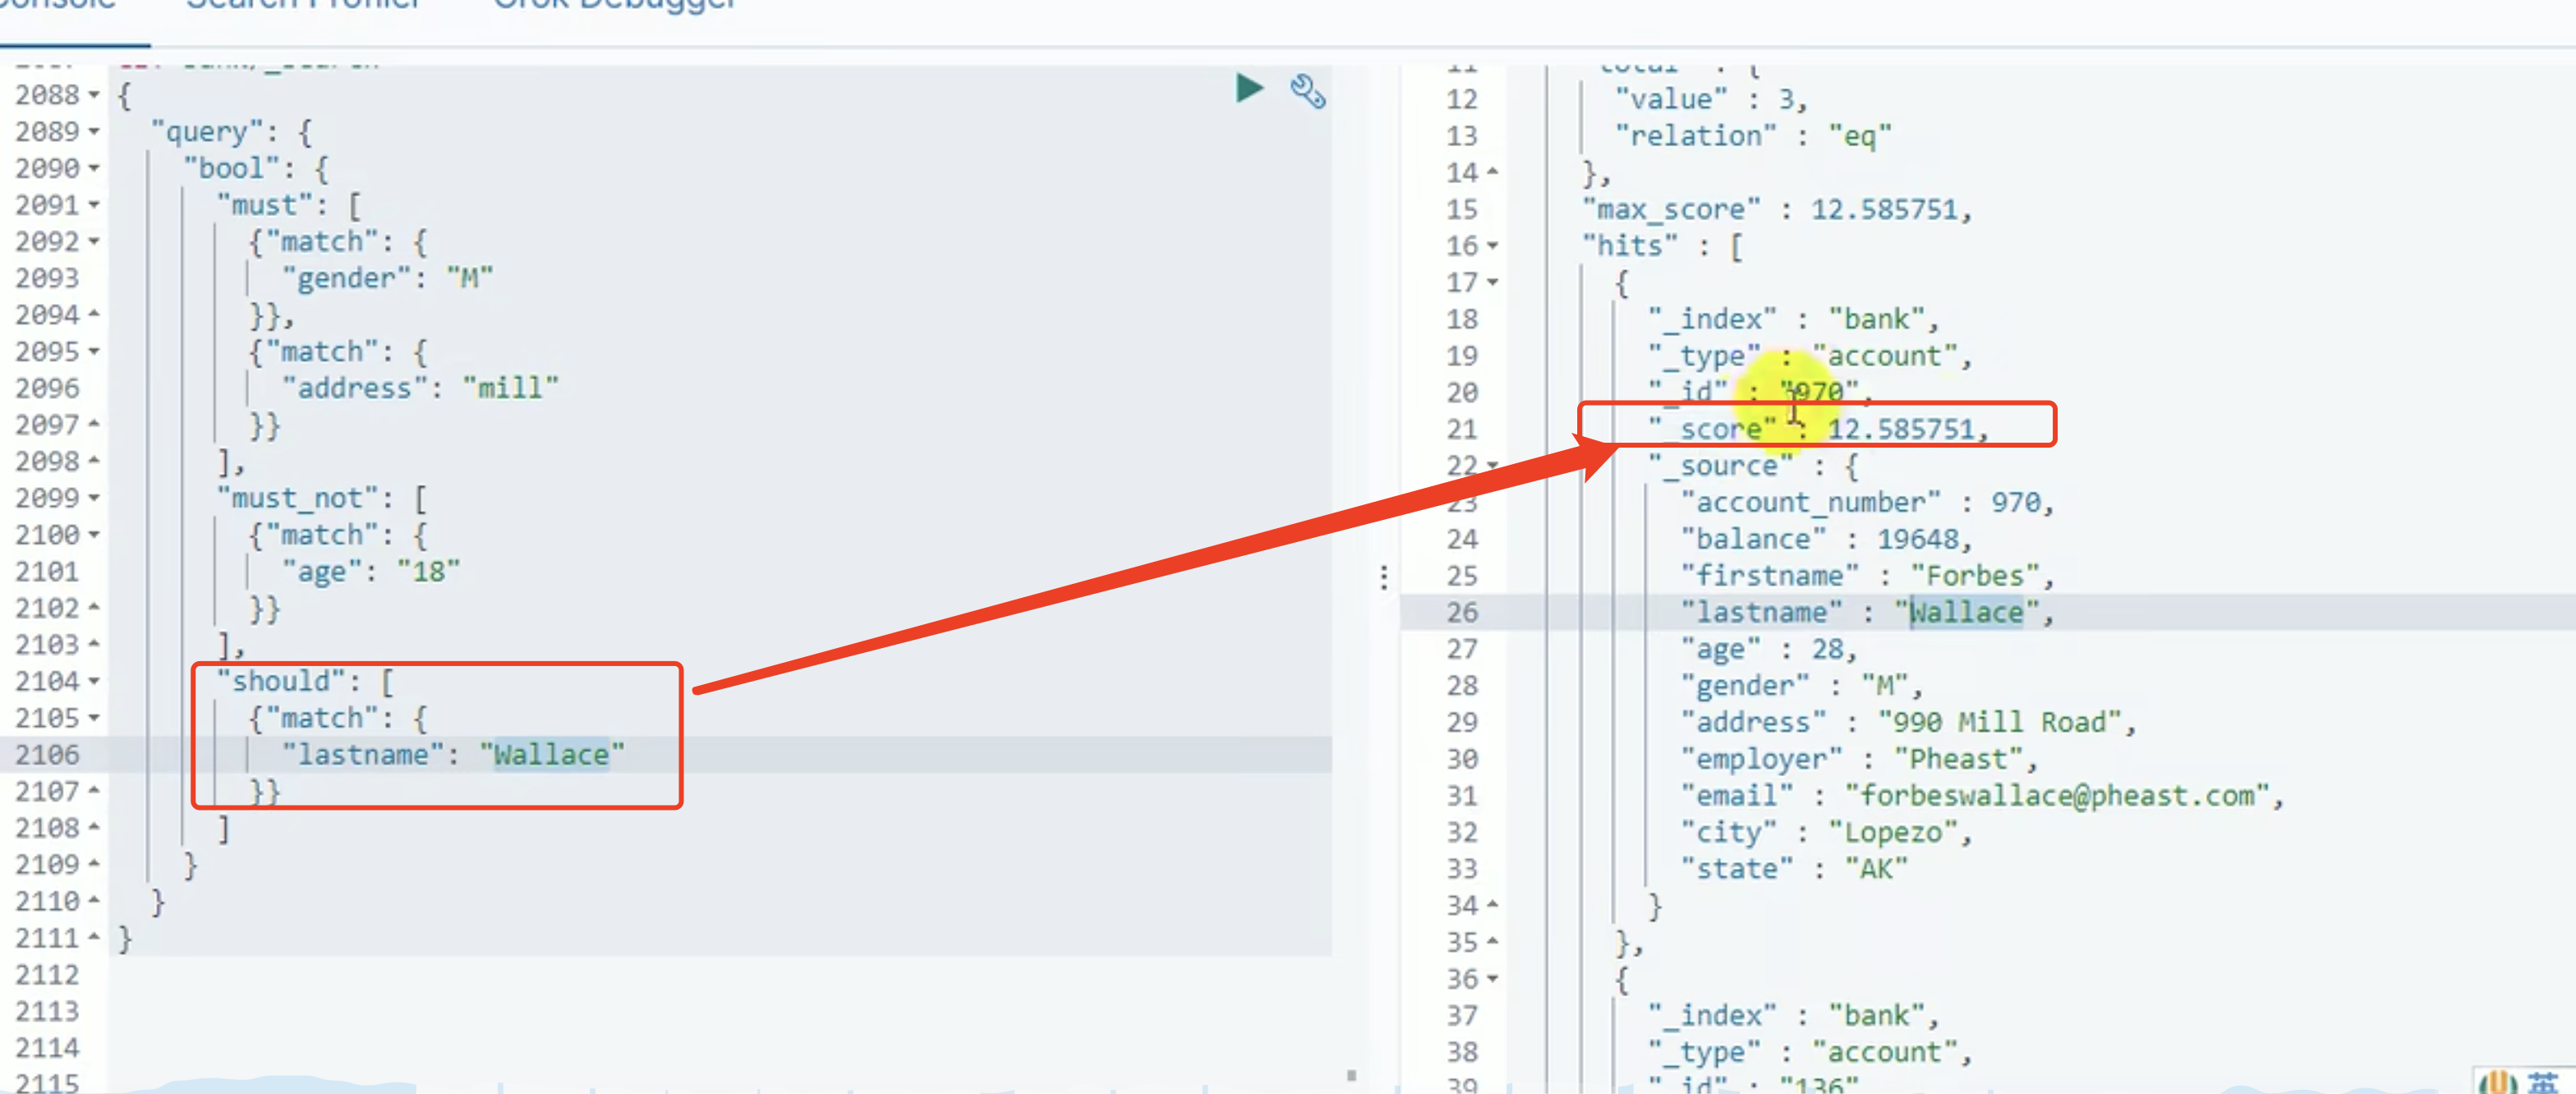 Console Search Profiler Grok Debugger
2088 {
2089 "query": {
2090 "bool": {
2091 "must": [
2092 {"match": {
2093 "gender": "M"
2094 }},
2095 {"match": {
2096 "address": "mill"
2097 }}
2098 ],
2099 "must_not": [
2100 {"match": {
2101 "age": "18"
2102 }}
2103 ],
2104 "should": [
2105 {"match": {
2106 "lastname": "Wallace"
2107 }}
2108 ]
2109 }
2110 }
2111 }
2112
2113
2114
2115
11 "total" : {
12 "value" : 3,
13 "relation" : "eq"
14 },
15 "max_score" : 12.585751,
16 "hits" : [
17 {
18 "_index" : "bank",
19 "_type" : "account",
20 "_id" : "970",
21 "_score" : 12.585751,
22 "_source" : {
23 "account_number" : 970,
24 "balance" : 19648,
25 "firstname" : "Forbes",
26 "lastname" : "Wallace",
27 "age" : 28,
28 "gender" : "M",
29 "address" : "990 Mill Road",
30 "employer" : "Pheast",
31 "email" : "forbeswallace@pheast.com",
32 "city" : "Lopezo",
33 "state" : "AK"
34 }
35 },
36 {
37 "_index" : "bank",
38 "_type" : "account",
39 "_id" : "136"
英